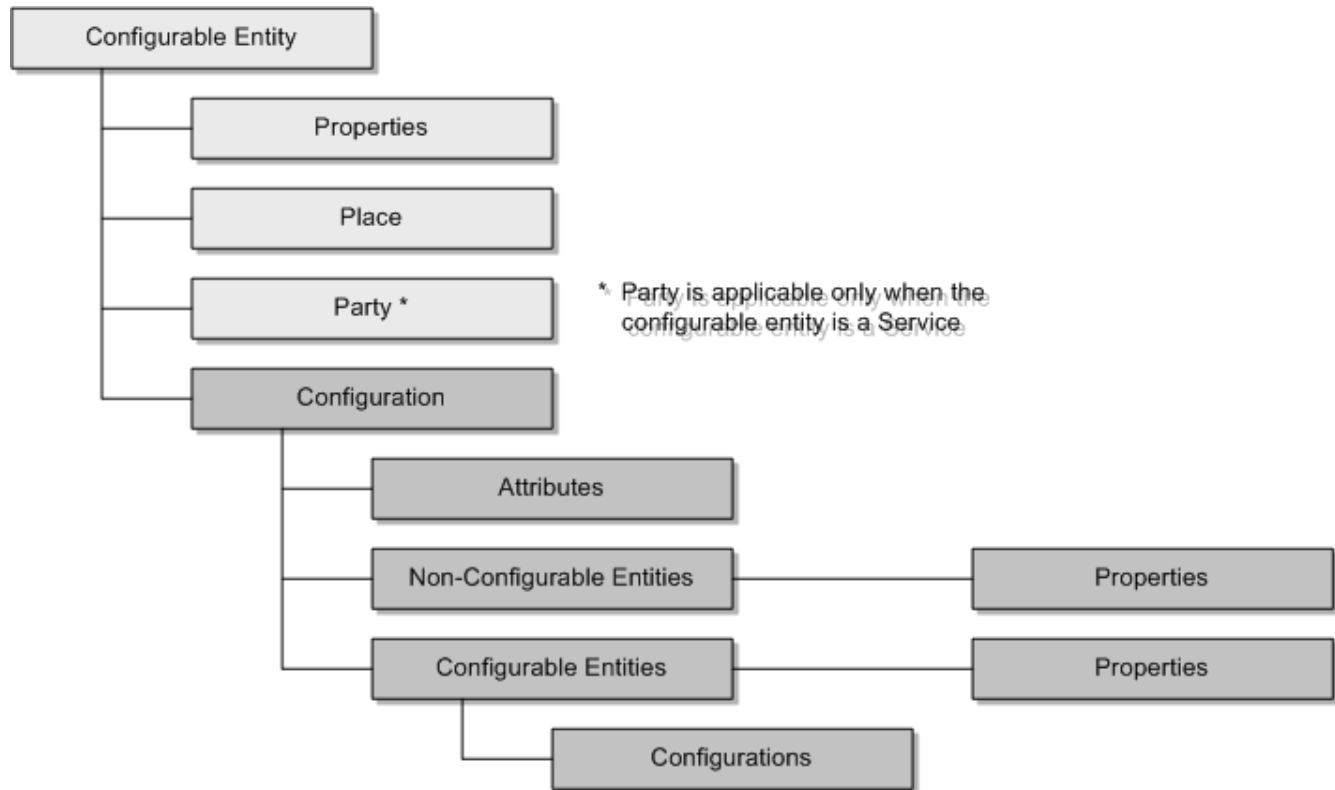 Configurable Entity
Properties
Place
Party *
* Party is applicable only when the
configurable entity is a Service
Configuration
Attributes
Non-Configurable Entities
Properties
Configurable Entities
Properties
Configurations